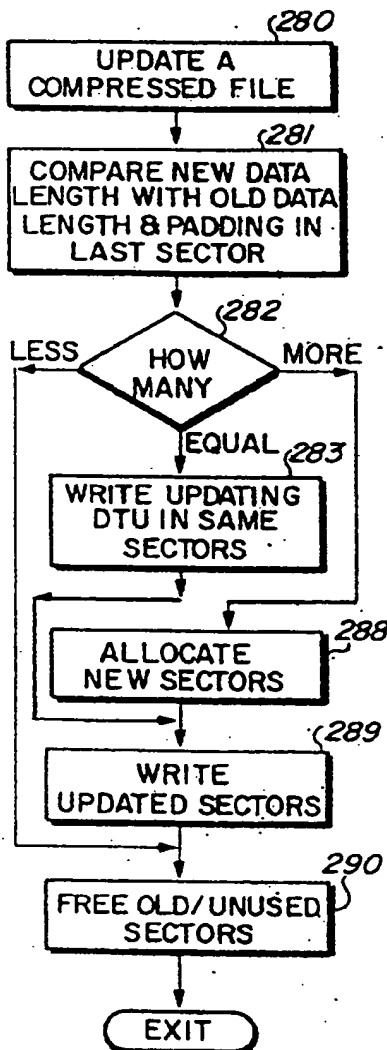 280
UPDATE A
COMPRESSED FILE
281
COMPARE NEW DATA
LENGTH WITH OLD DATA
LENGTH & PADDING IN
LAST SECTOR
282
LESS
HOW
MANY
MORE
EQUAL
283
WRITE UPDATING
DTU IN SAME
SECTORS
288
ALLOCATE
NEW SECTORS
289
WRITE
UPDATED SECTORS
290
FREE OLD/UNUSED
SECTORS
EXIT